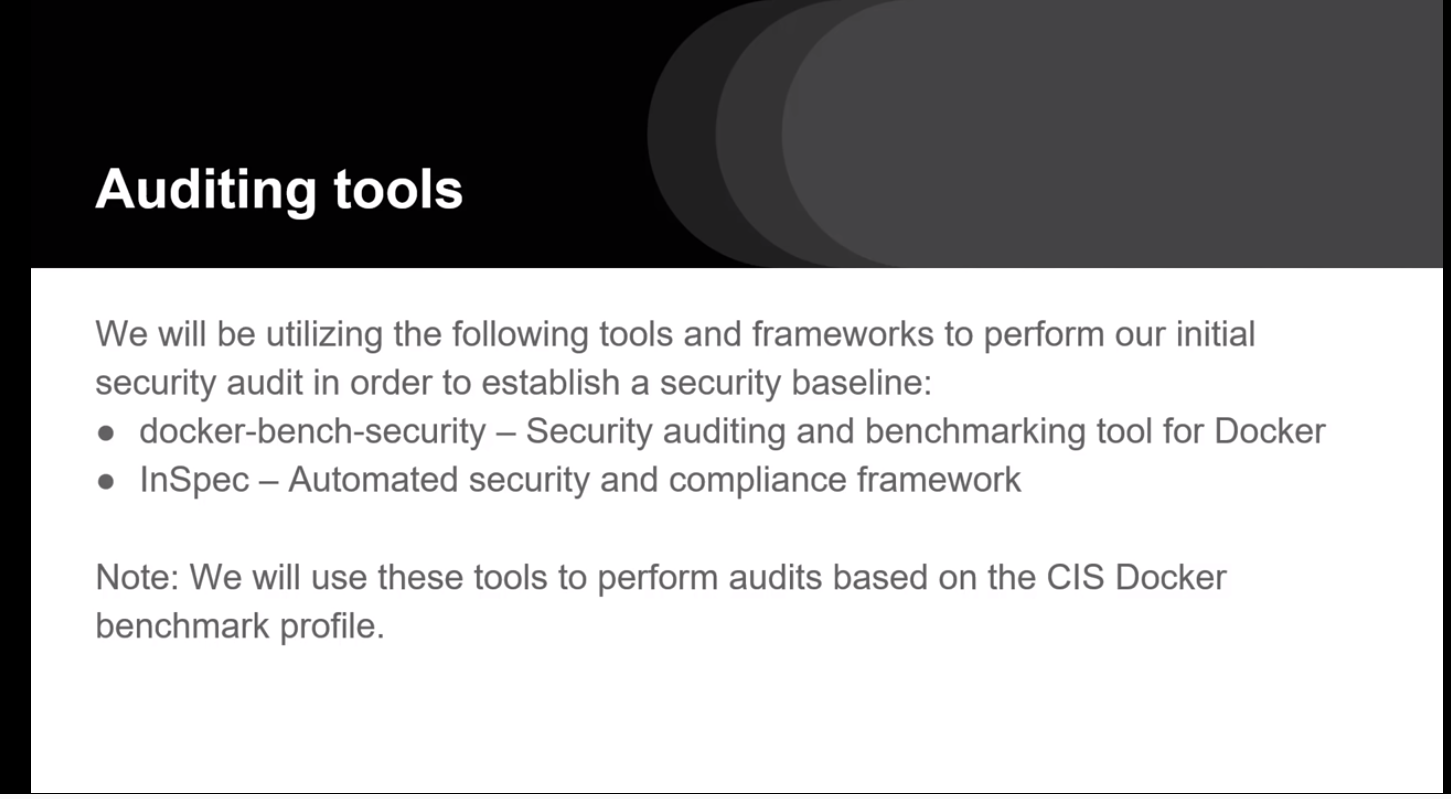 Auditing tools
We will be utilizing the following tools and frameworks to perform our initial
security audit in order to establish a security baseline:
● docker-bench-security – Security auditing and benchmarking tool for Docker
● InSpec – Automated security and compliance framework
Note: We will use these tools to perform audits based on the CIS Docker
benchmark profile.